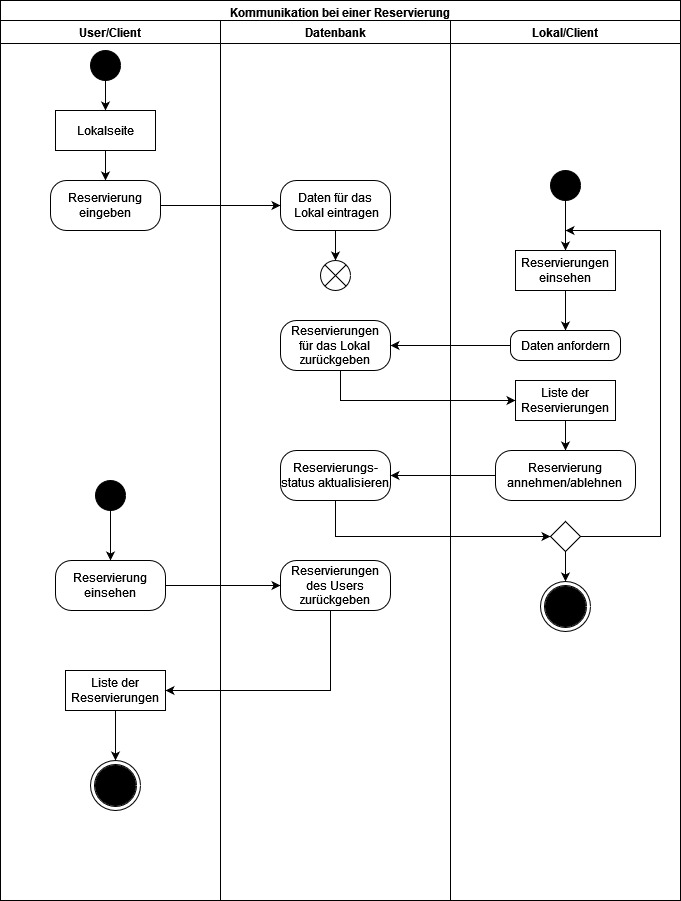 Kommunikation bei einer Reservierung
User/Client
Datenbank
Lokal/Client
Lokalseite
Reservierung
eingeben
Daten für das
Lokal eintragen
Reservierungen
einsehen
Daten anfordern
Reservierungen
für das Lokal
zurückgeben
Liste der
Reservierungen
Reservierung
annehmen/ablehnen
Reservierungs-
status aktualisieren
Reservierung
einsehen
Reservierungen
des Users
zurückgeben
Liste der
Reservierungen